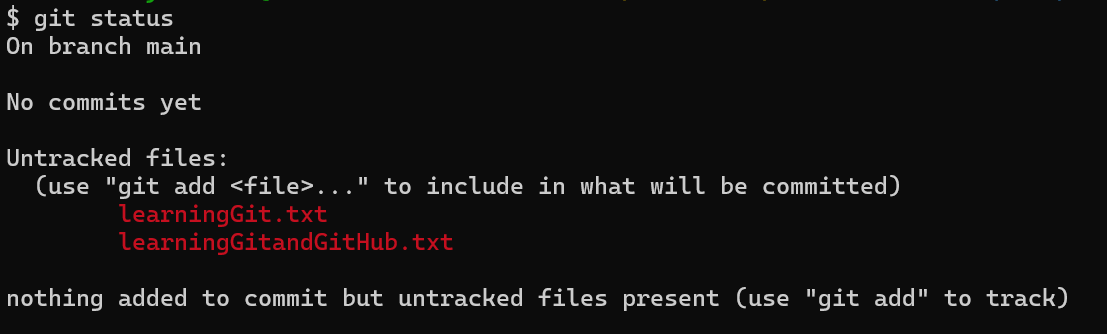 $ git status
On branch main
No commits yet
Untracked files:
(use "git add <file>..." to include in what will be committed)
learningGit.txt
learningGitandGitHub.txt
nothing added to commit but untracked files present (use "git add" to track)